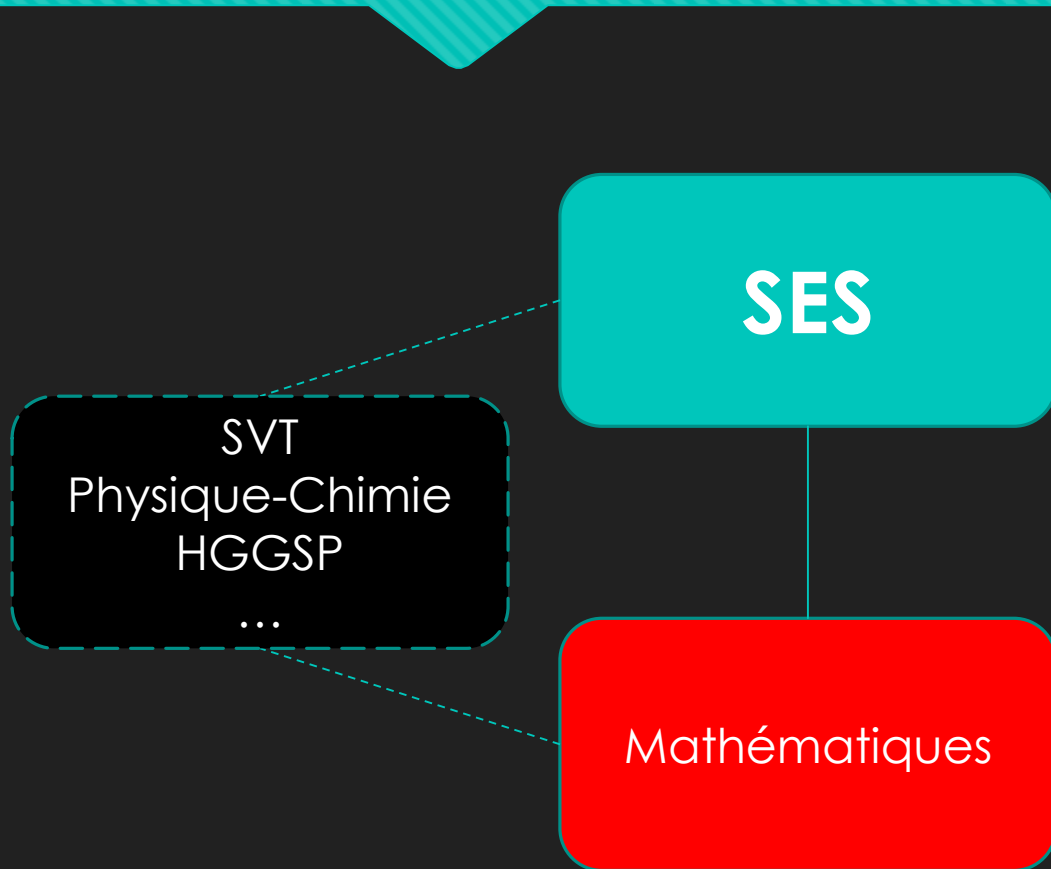 SES
SVT
Physique-Chimie
HGGSP
…
Mathématiques